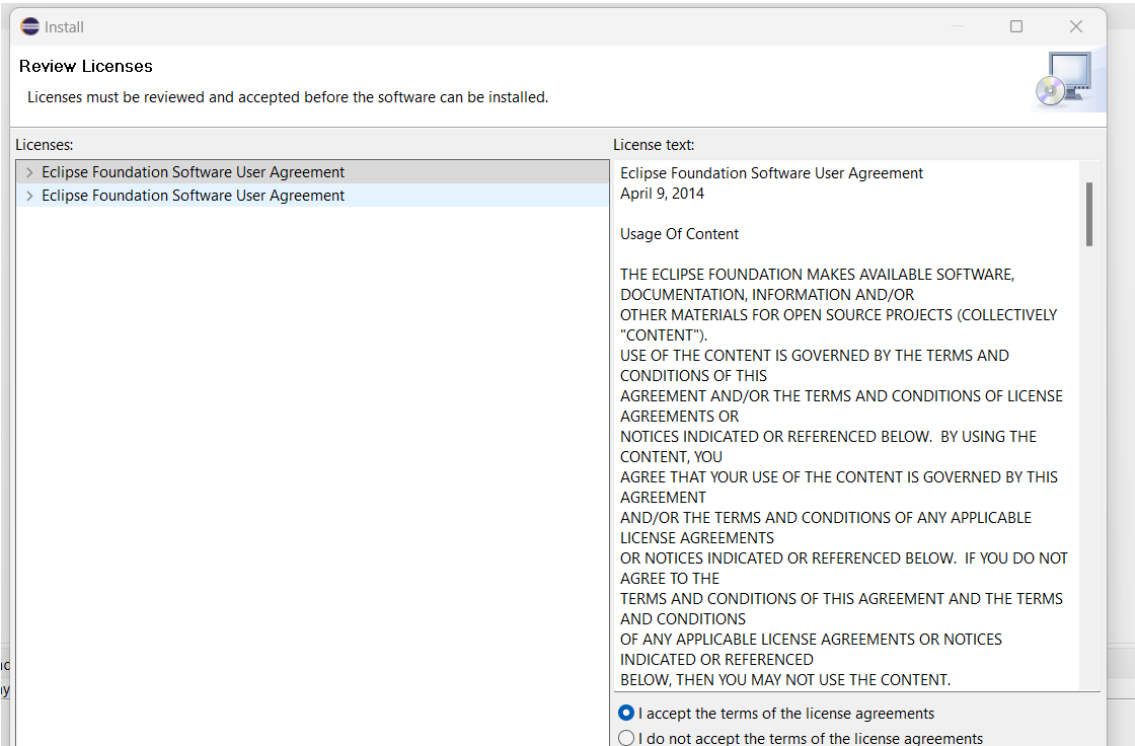 Install
Review Licenses
Licenses must be reviewed and accepted before the software can be installed.
Licenses:
Eclipse Foundation Software User Agreement
Eclipse Foundation Software User Agreement
License text:
Eclipse Foundation Software User Agreement
April 9, 2014
Usage Of Content
THE ECLIPSE FOUNDATION MAKES AVAILABLE SOFTWARE,
DOCUMENTATION, INFORMATION AND/OR
OTHER MATERIALS FOR OPEN SOURCE PROJECTS (COLLECTIVELY
"CONTENT").
USE OF THE CONTENT IS GOVERNED BY THE TERMS AND
CONDITIONS OF THIS
AGREEMENT AND/OR THE TERMS AND CONDITIONS OF LICENSE
AGREEMENTS OR
NOTICES INDICATED OR REFERENCED BELOW.  BY USING THE
CONTENT, YOU
AGREE THAT YOUR USE OF THE CONTENT IS GOVERNED BY THIS
AGREEMENT
AND/OR THE TERMS AND CONDITIONS OF ANY APPLICABLE
LICENSE AGREEMENTS
OR NOTICES INDICATED OR REFERENCED BELOW.  IF YOU DO NOT
AGREE TO THE
TERMS AND CONDITIONS OF THIS AGREEMENT AND THE TERMS
AND CONDITIONS
OF ANY APPLICABLE LICENSE AGREEMENTS OR NOTICES
INDICATED OR REFERENCED
BELOW, THEN YOU MAY NOT USE THE CONTENT.
I accept the terms of the license agreements
I do not accept the terms of the license agreements